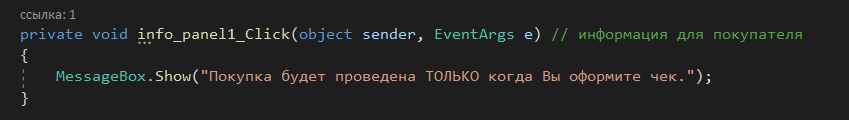 ссылка: 1
private void info_panel1_Click(object sender, EventArgs e) // информация для покупателя
{
MessageBox.Show("Покупка будет проведена ТОЛЬКО когда Вы оформите чек.");
}